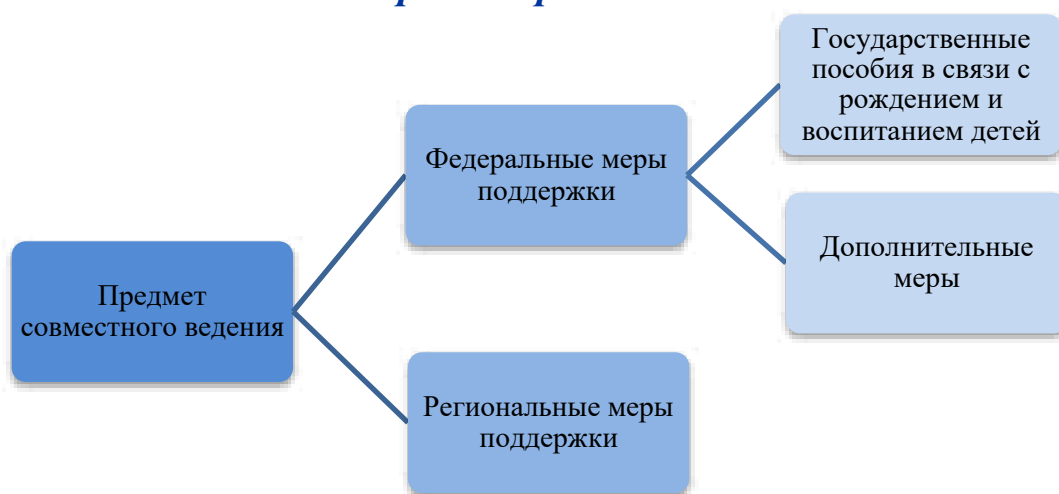 Предмет
совместного ведения
Федеральные меры
поддержки
Государственные
пособия в связи с
рождением и
воспитанием детей
Дополнительные
меры
Региональные меры
поддержки